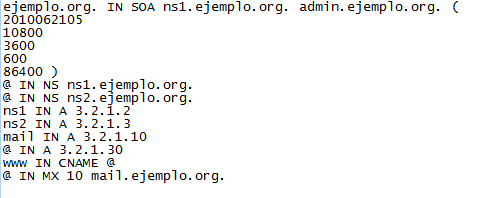 ejemplo.org. IN SOA ns1.ejemplo.org. admin.ejemplo.org. (
2010062105
10800
3600
600
86400 )
@ IN NS ns1.ejemplo.org.
@ IN NS ns2.ejemplo.org.
ns1 IN A 3.2.1.2
ns2 IN A 3.2.1.3
mail IN A 3.2.1.10
@ IN A 3.2.1.30
www IN CNAME @
@ IN MX 10 mail.ejemplo.org.